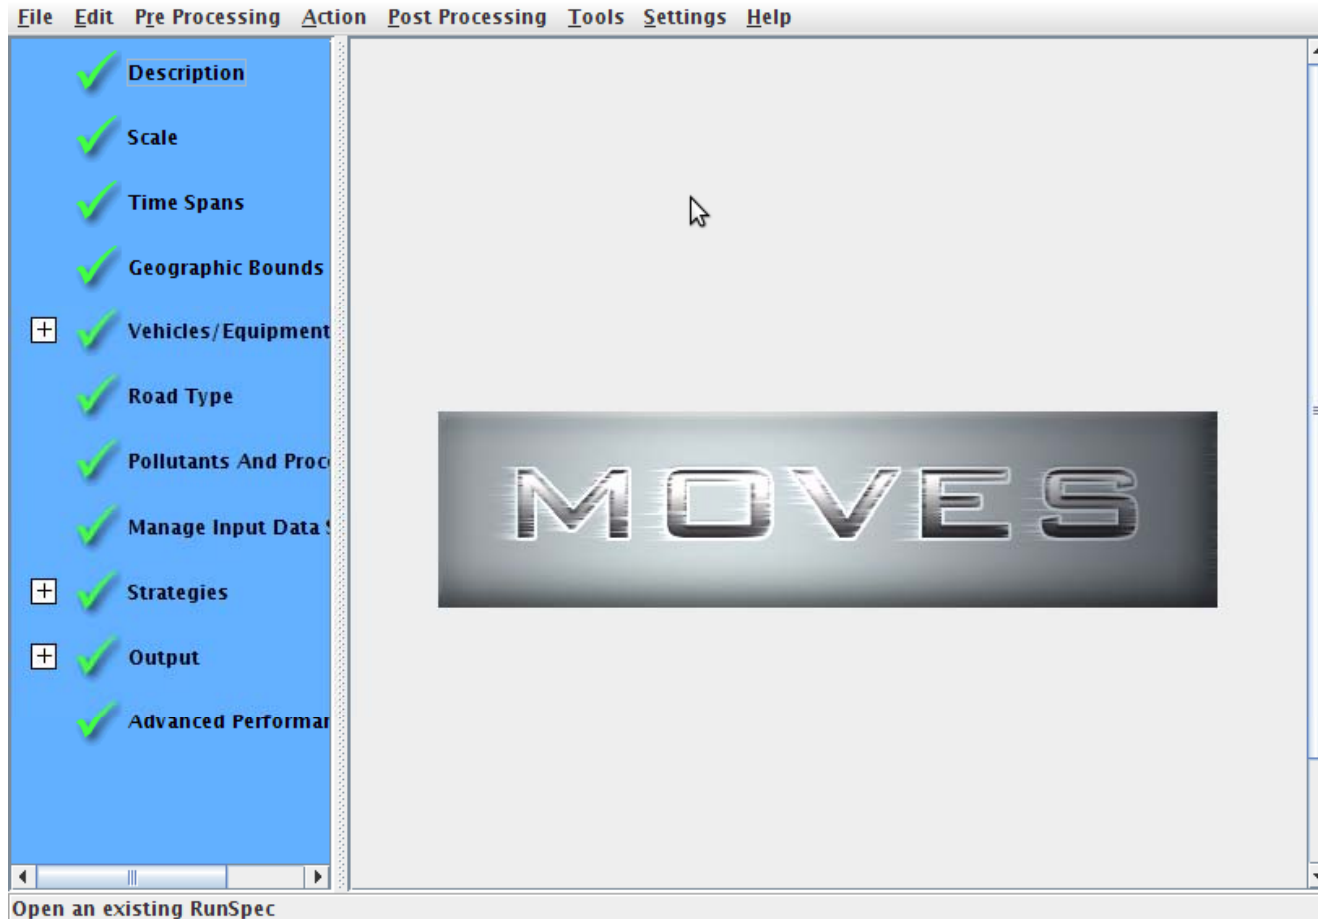 File Edit Pre Processing Action Post Processing Tools Settings Help
Description
Scale
Time Spans
Geographic Bounds
Vehicles/Equipment
Road Type
Pollutants And Proc
Manage Input Data
Strategies
Output
Advanced Performa
MOVES
Open an existing RunSpec